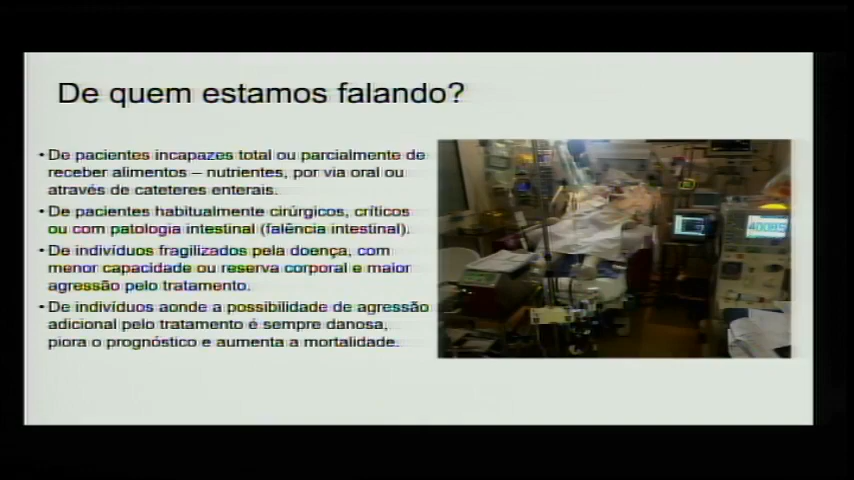 De quem estamos falando?
• De pacientes incapazes total ou parcialmente de
receber alimentos – nutrientes, por via oral ou
através de cateteres enterais.
• De pacientes habitualmente cirúrgicos, críticos
ou com patologia intestinal (falência intestinal).
• De indivíduos fragilizados pela doença, com
menor capacidade ou reserva corporal e maior
agressão pelo tratamento.
• De indivíduos aonde a possibilidade de agressão
adicional pelo tratamento é sempre danosa,
piora o prognóstico e aumenta a mortalidade.